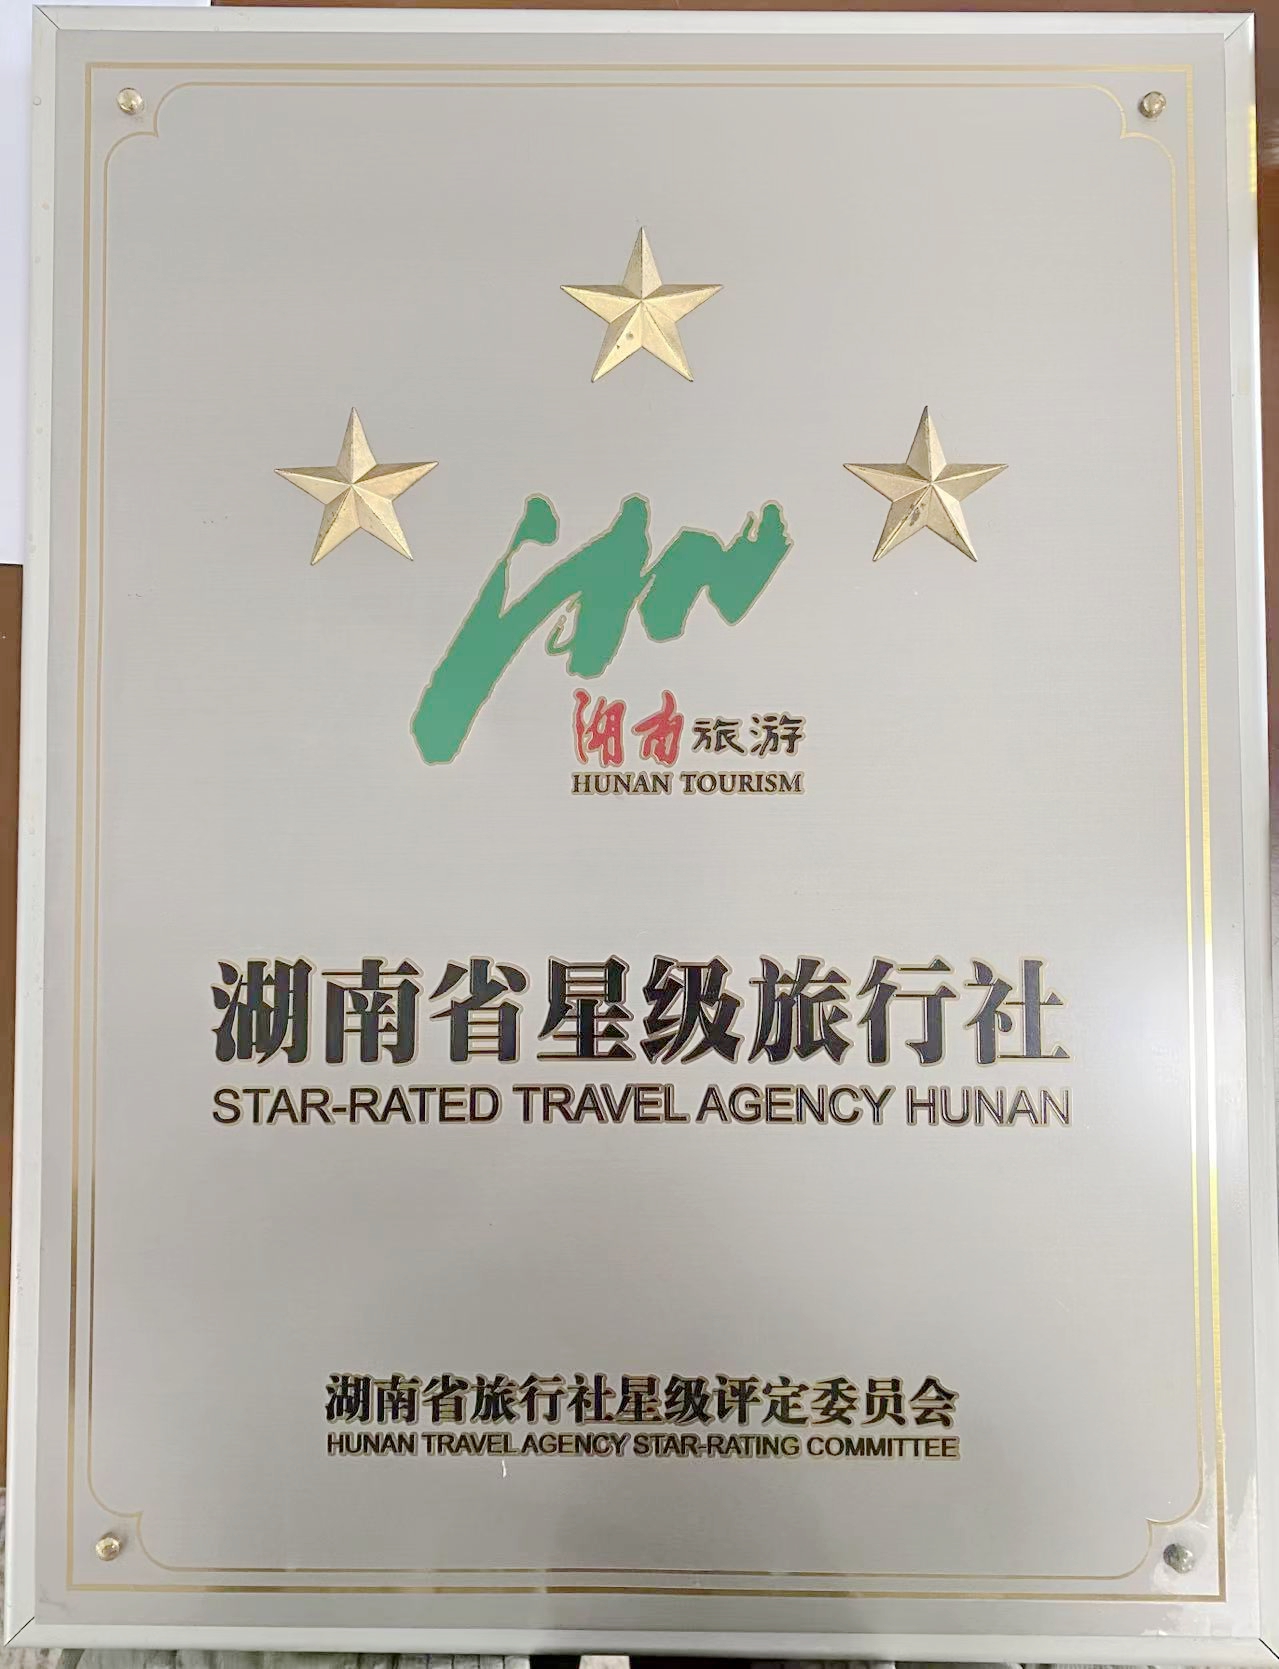 湖南旅游
HUNAN TOURISM
湖南省星级旅行社
STAR-RATED TRAVEL AGENCY HUNAN
湖南省旅行社星级评定委员会
HUNAN TRAVEL AGENCY STAR-RATING COMMITTEE